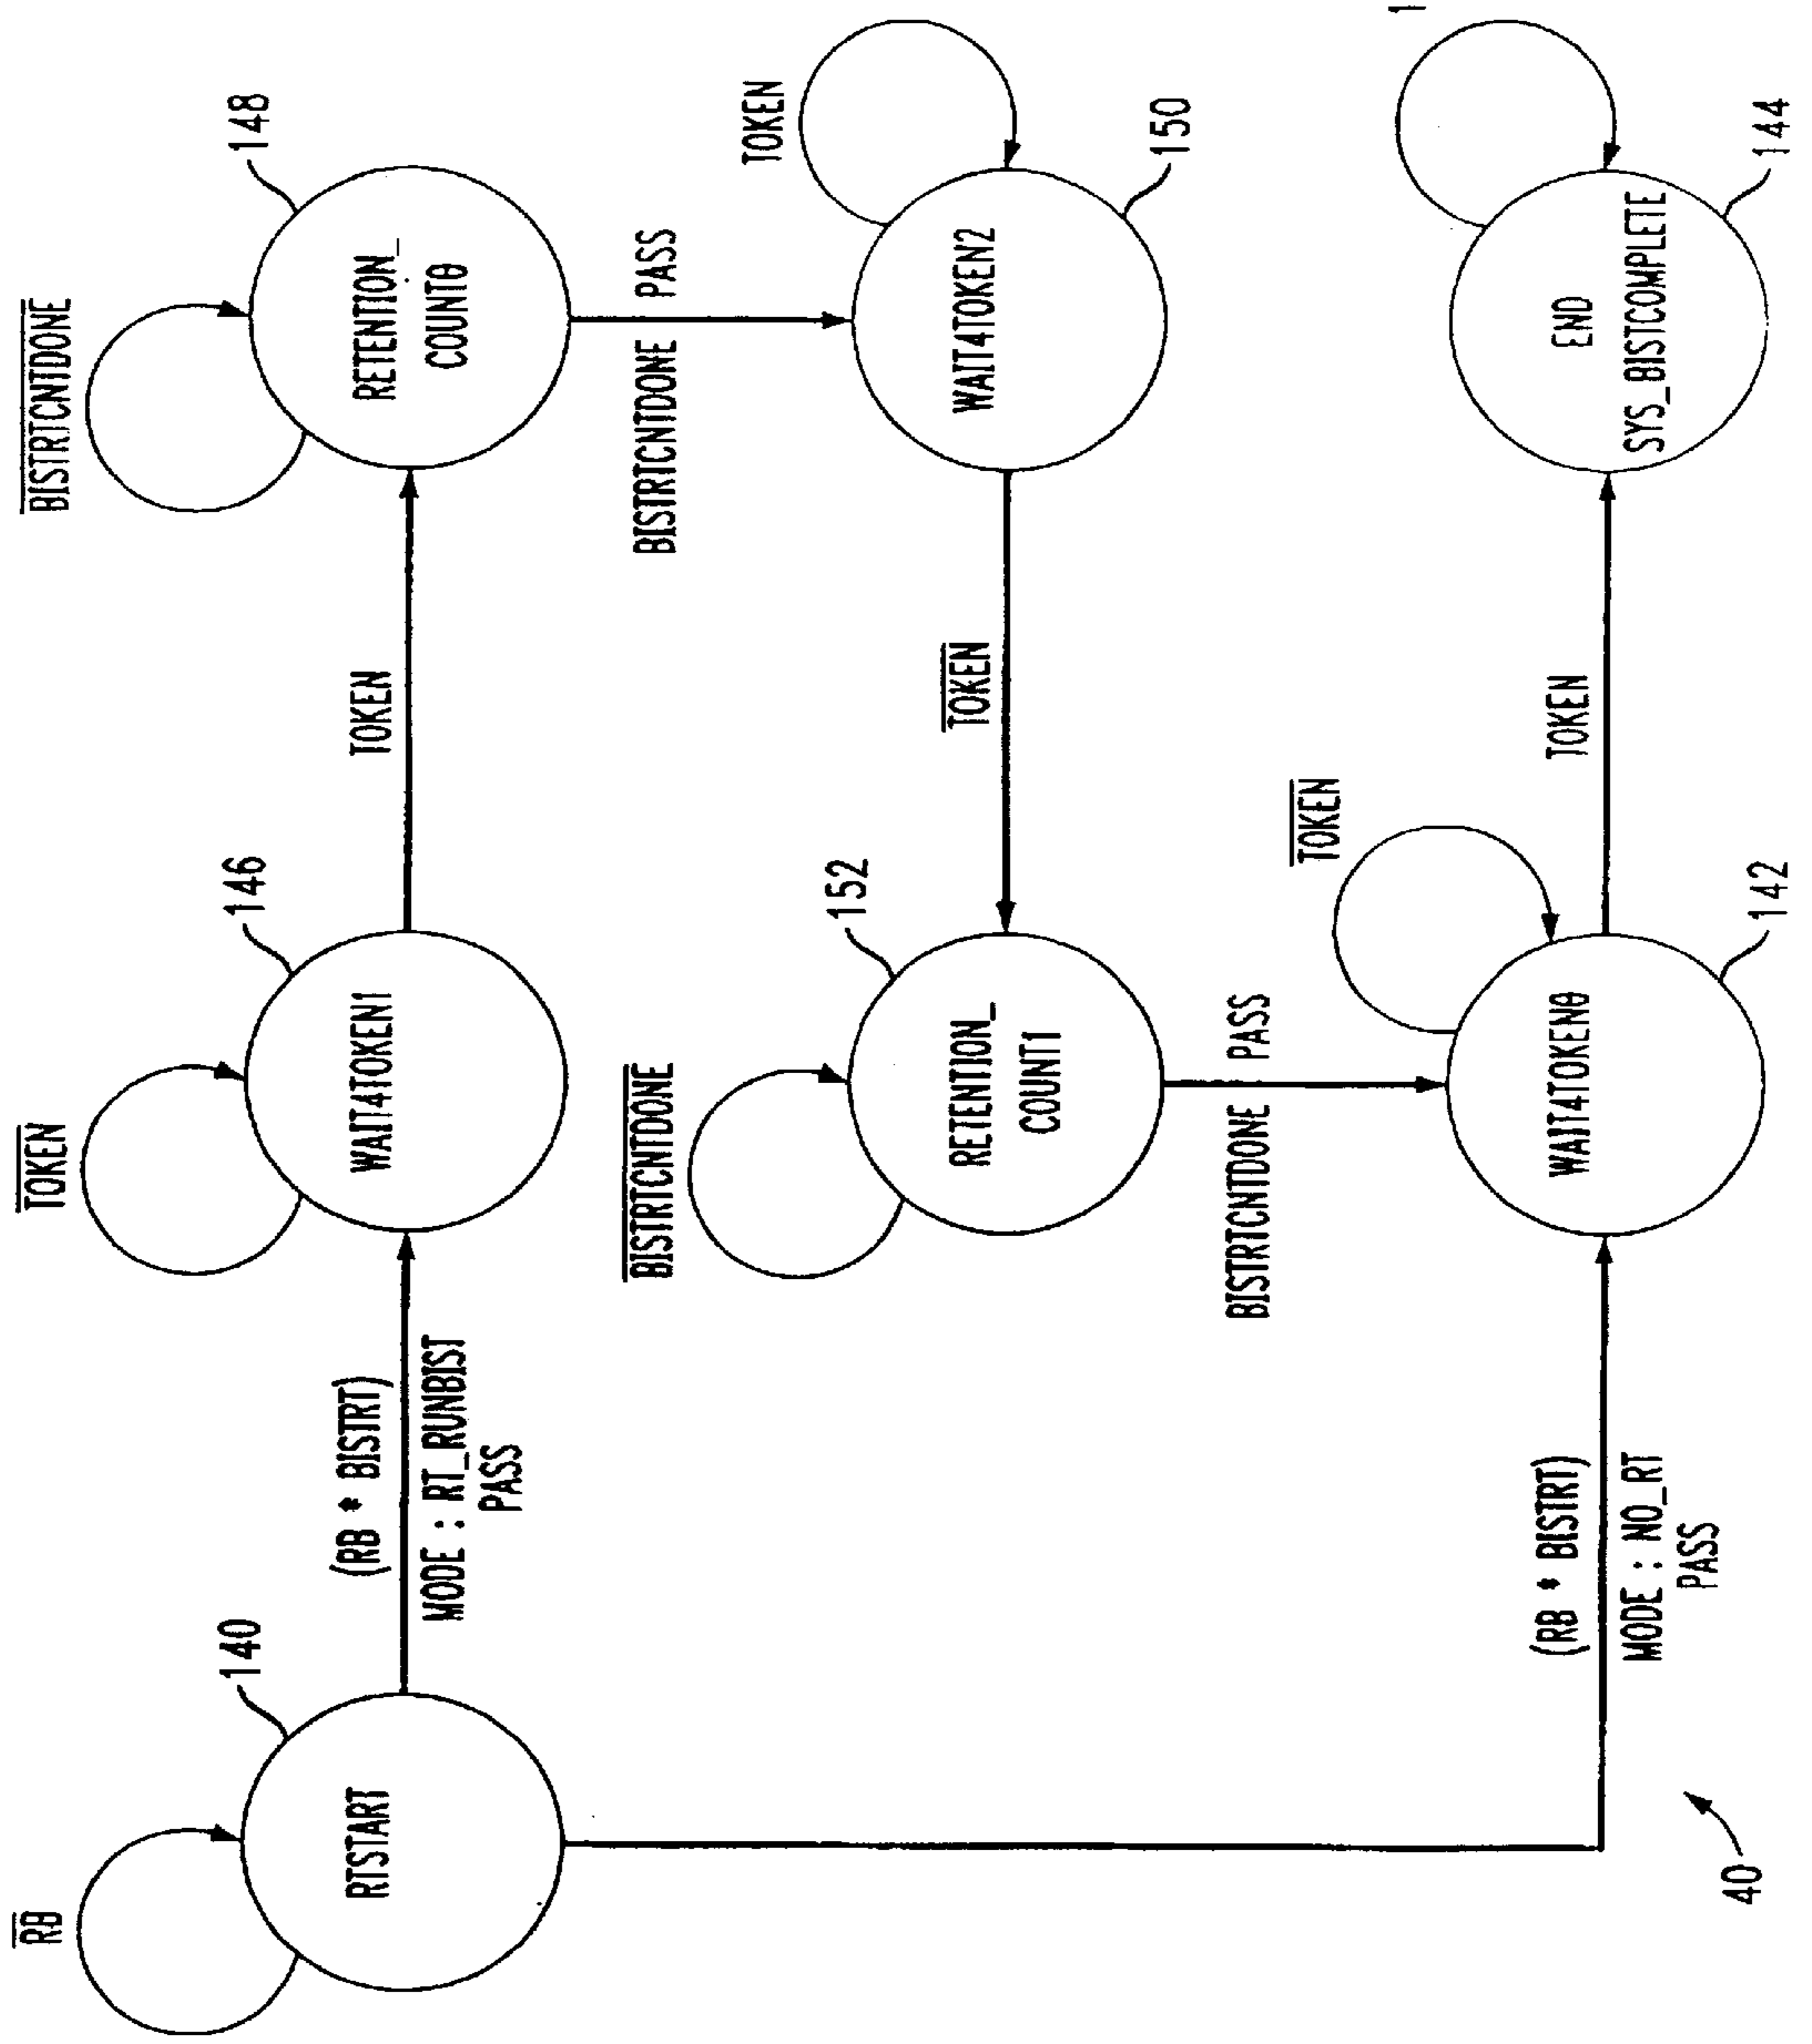 RB
TOKEN
BISTRTCNTDONE
140
146
148
(RB * BISTRT)
MODE : RT_RUNBIST
PASS
RTSTART
WAIT4TOKEN1
TOKEN
RETENTION_
COUNT0
BISTRTCNTDONE
BISTRTCNTDONE PASS
TOKEN
152
150
RETENTION_
COUNT1
TOKEN
WAIT4TOKEN2
BISTRTCNTDONE PASS
TOKEN
1
(RB * BISTRT)
MODE : NO_RT
PASS
WAIT4TOKEN0
TOKEN
END
SYS_BISTCOMPLETE
40
142
144